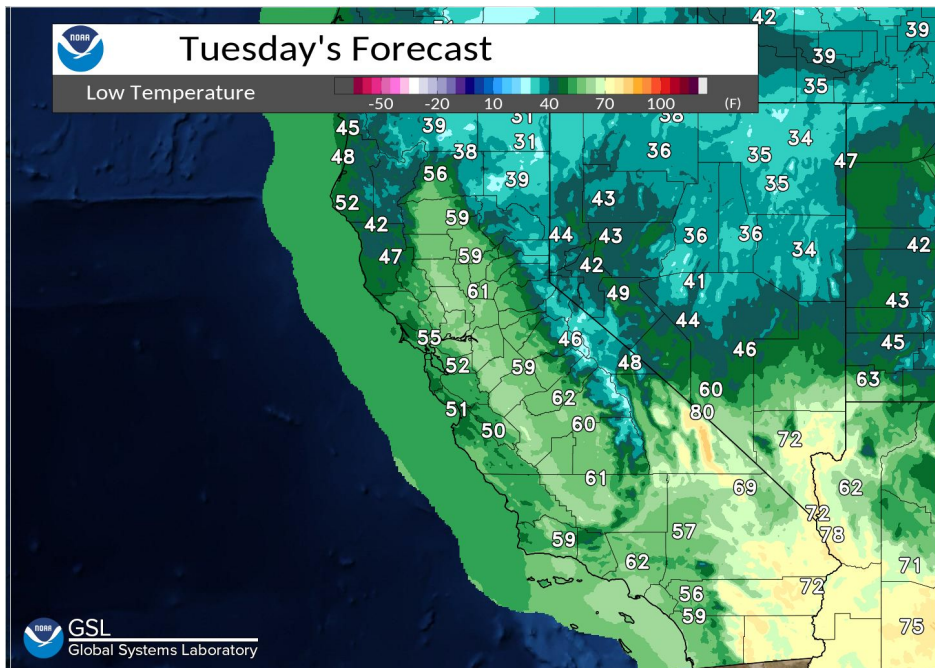 NOAA
Tuesday's Forecast
Low Temperature
-50 -20 10 40 70 100 (F)
42 39
39
35
45 39 31 38 34
48 38 31 36 35 47
56 39 35
52 43
42 59 44 43 36 36 34 42
47 59 42
61 49 41 43
44
55 46 46 45
52 59 48 63
62 60
51 80
50 60 72
61 69 62
72
59 57 78
62 72 71
56
59 75
NOAA
GSL
Global Systems Laboratory